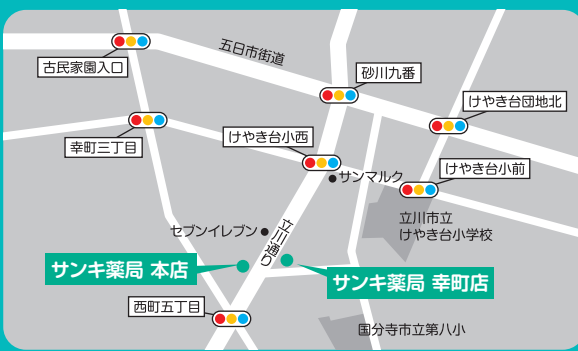 五日市街道
古民家園入口
砂川九番
けやき台団地北
幸町三丁目
けやき台小西
けやき台小前
サンマルク
立川市立
けやき台小学校
セブンイレブン
立川通り
サンキ薬局 本店
サンキ薬局 幸町店
西町五丁目
国分寺市立第八小